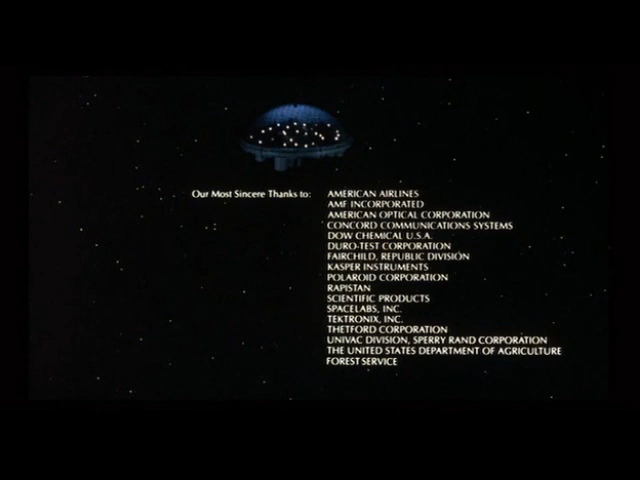 Our Most Sincere Thanks to: AMERICAN AIRLINES
AMF INCORPORATED
AMERICAN OPTICAL CORPORATION
CONCORD COMMUNICATIONS SYSTEMS
DOW CHEMICAL U.S.A.
DURO-TEST CORPORATION
FAIRCHILD, REPUBLIC DIVISION
KASPER INSTRUMENTS
POLAROID CORPORATION
RAPISTAN
SCIENTIFIC PRODUCTS
SPACELABS, INC.
TEKTRONIX, INC.
THETFORD CORPORATION
UNIVAC DIVISION, SPERRY RAND CORPORATION
THE UNITED STATES DEPARTMENT OF AGRICULTURE
FOREST SERVICE